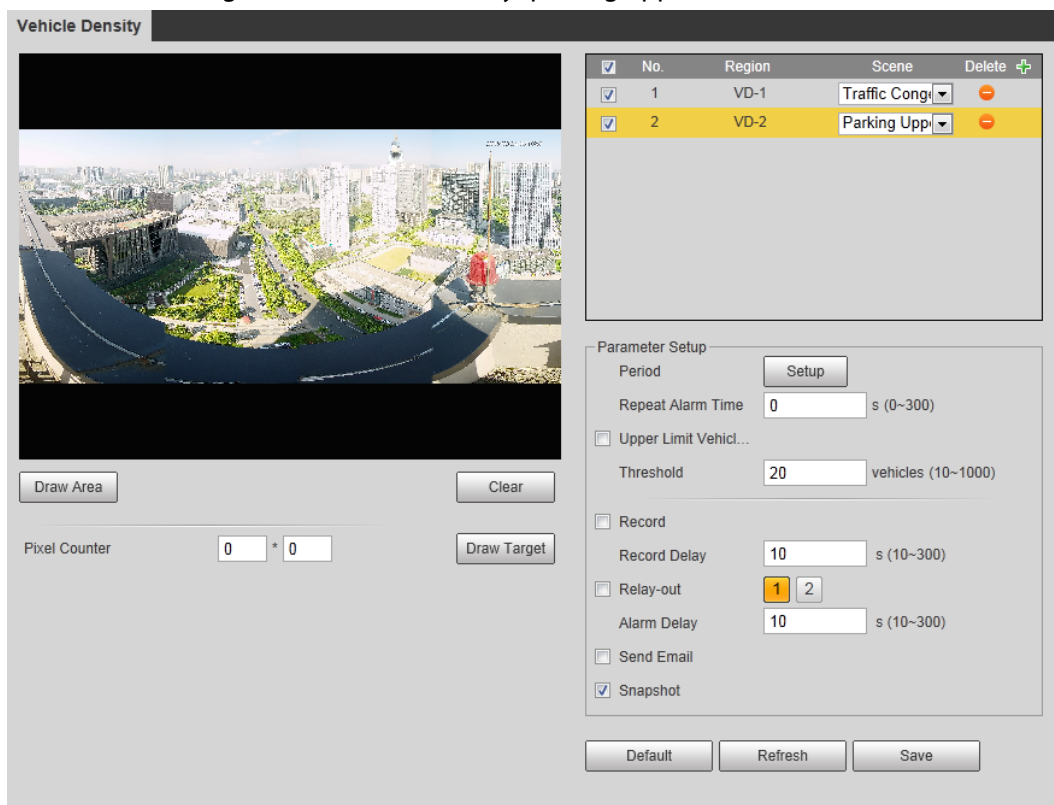 Vehicle Density
No. Region Scene Delete
1 VD-1 Traffic Cong
2 VD-2 Parking Upp
Draw Area Clear
Pixel Counter 0 * 0 Draw Target
Parameter Setup
Period Setup
Repeat Alarm Time 0 s (0~300)
Upper Limit Vehicl...
Threshold 20 vehicles (10~1000)
Record
Record Delay 10 s (10~300)
Relay-out 1 2
Alarm Delay 10 s (10~300)
Send Email
Snapshot
Default Refresh Save